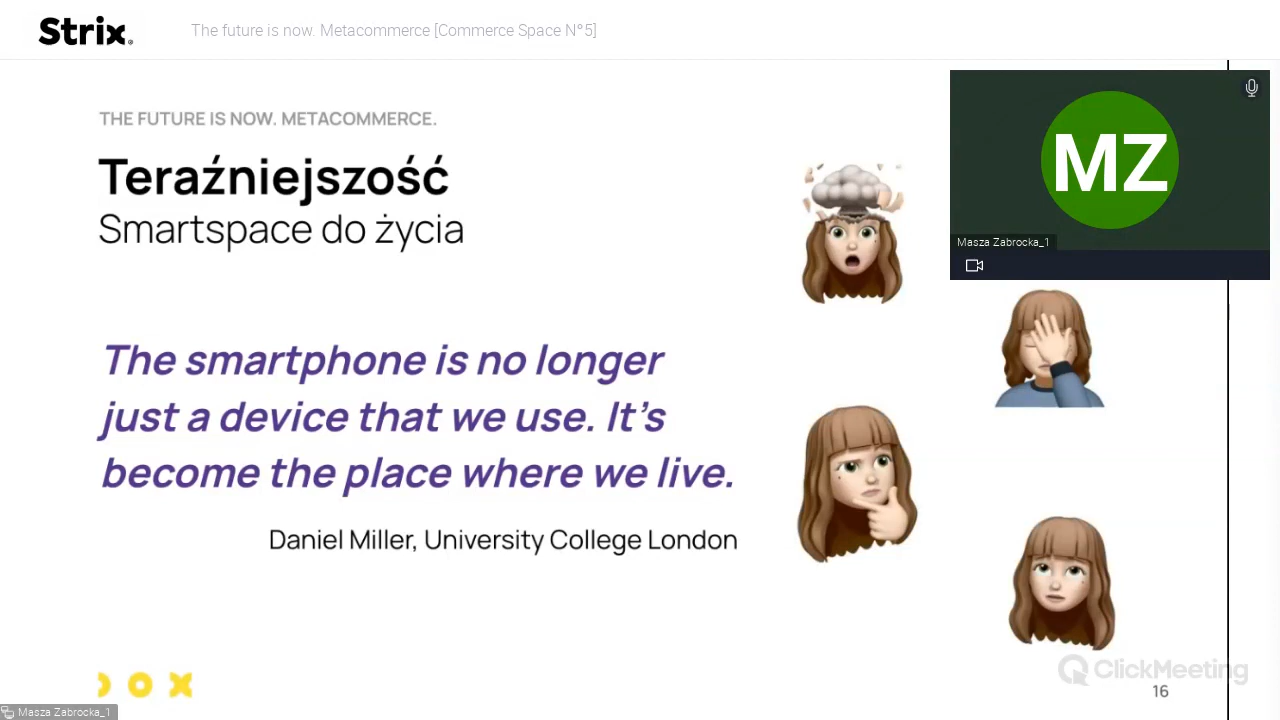 Strix®
The future is now. Metacommerce [Commerce Space N°5]
THE FUTURE IS NOW. METACOMMERCE.
Teraźniejszość
Smartspace do życia
MZ
Masza Zabrocka_1
The smartphone is no longer
just a device that we use. It’s
become the place where we live.
Daniel Miller, University College London
ClickMeeting
16
Masza Zabrocka_1